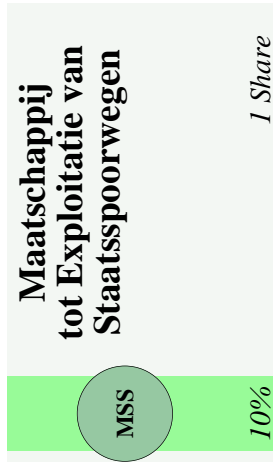 Maatschappij
tot Exploitatie van
Staatsspoorwegen
MSS
10%
1 Share